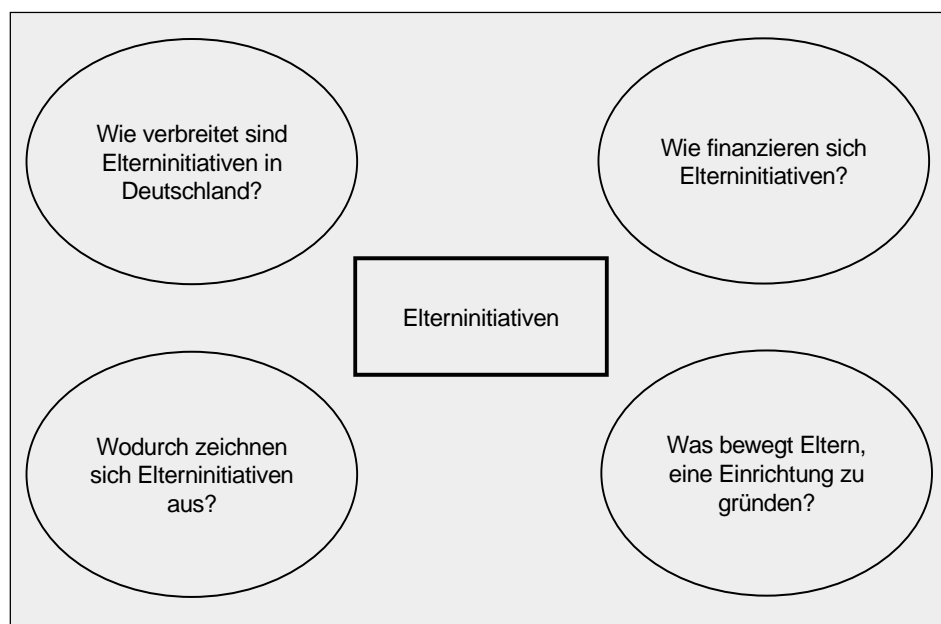 Wie verbreitet sind
Elterninitiativen in
Deutschland?
Wie finanzieren sich
Elterninitiativen?
Elterninitiativen
Wodurch zeichnen
sich Elterninitiativen
aus?
Was bewegt Eltern,
eine Einrichtung zu
gründen?